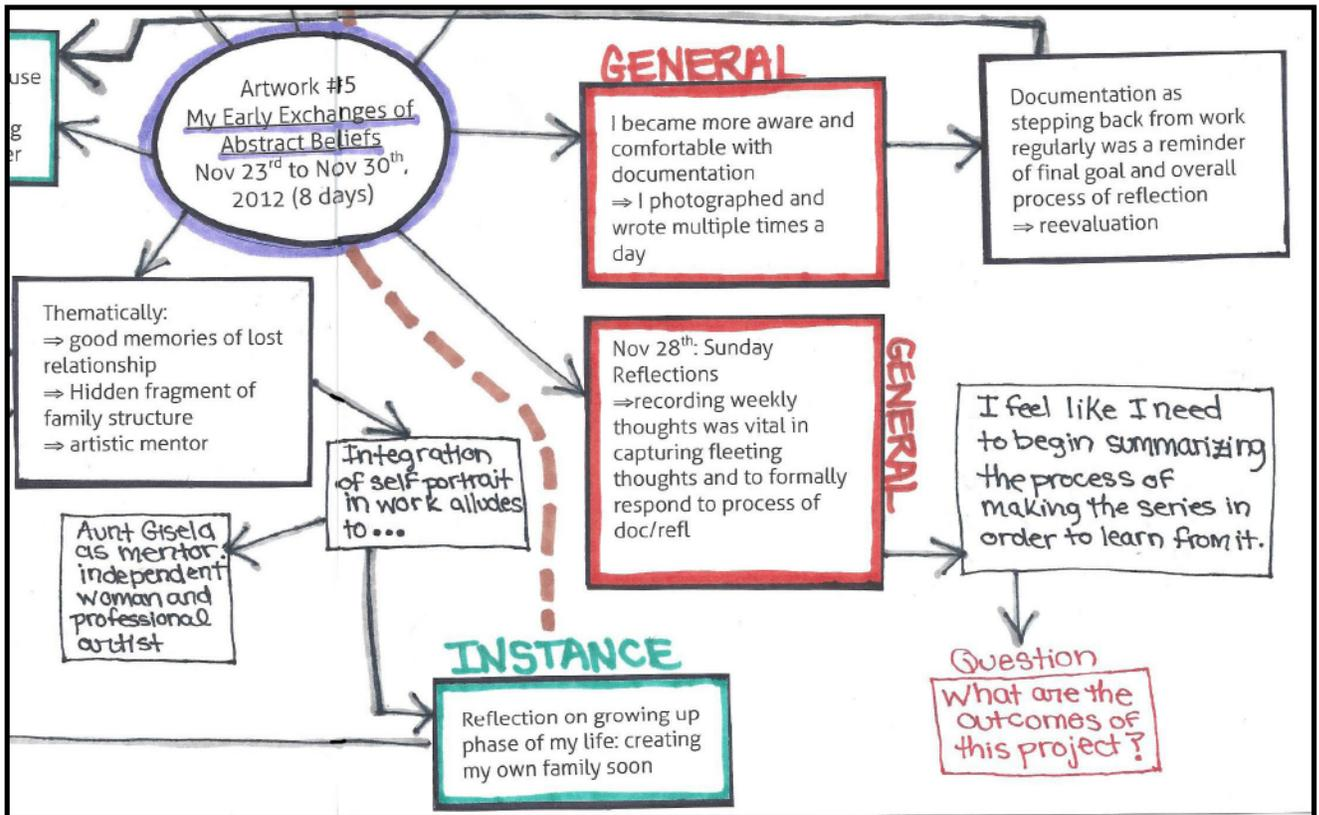 use
g
er
Artwork #5
My Early Exchanges of
Abstract Beliefs
Nov 23rd to Nov 30th,
2012 (8 days)
GENERAL
I became more aware and
comfortable with
documentation
⇒ I photographed and
wrote multiple times a
day
Documentation as
stepping back from work
regularly was a reminder
of final goal and overall
process of reflection
⇒ reevaluation
Thematically:
⇒ good memories of lost
relationship
⇒ Hidden fragment of
family structure
⇒ artistic mentor
Integration
of self portrait
in work alludes
to ...
Aunt Gisela
as mentor:
independent
woman and
professional
artist
Nov 28th: Sunday
Reflections
⇒recording weekly
thoughts was vital in
capturing fleeting
thoughts and to formally
respond to process of
doc/refl
GENERAL
I feel like I need
to begin summarizing
the process of
making the series in
order to learn from it.
Question
What are the
outcomes of
this project?
INSTANCE
Reflection on growing up
phase of my life: creating
my own family soon